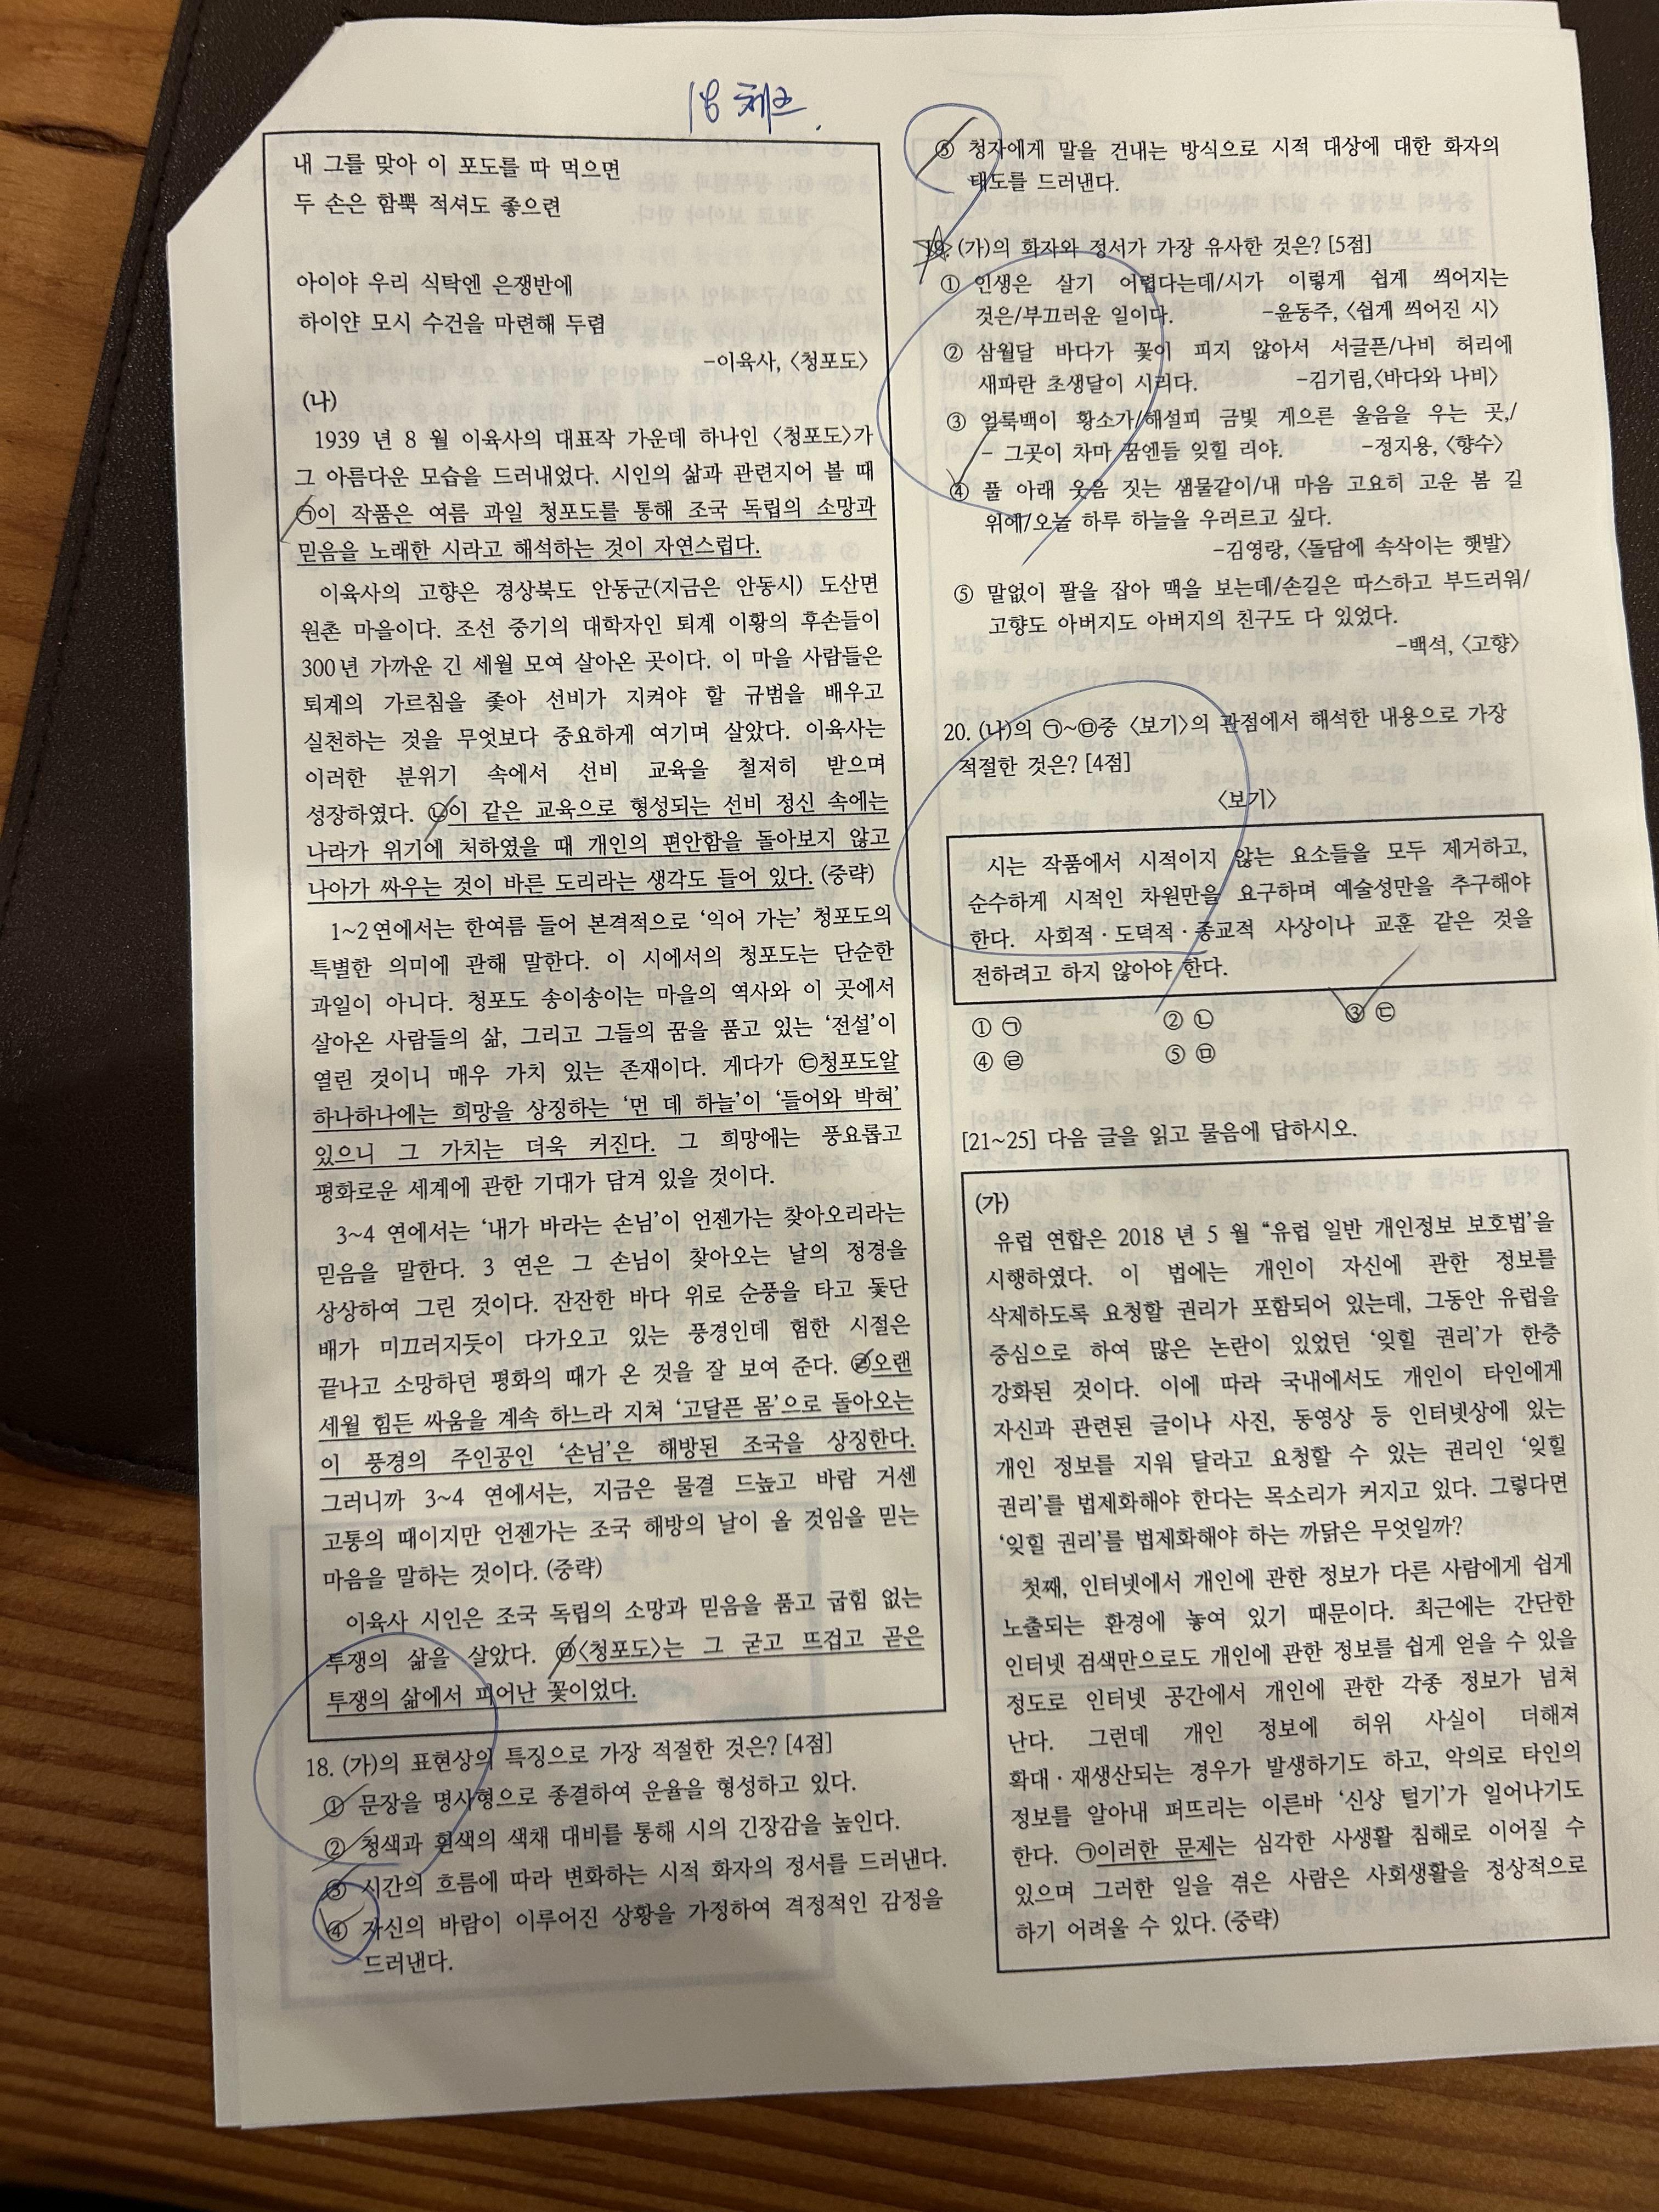 18 체크.
내 그를 맞아 이 포도를 따 먹으면
두 손은 함뿍 적셔도 좋으련
아이야 우리 식탁엔 은쟁반에
하이얀 모시 수건을 마련해 두렴
-이육사, 〈청포도〉
(나)
1939 년 8 월 이육사의 대표작 가운데 하나인 〈청포도〉가
그 아름다운 모습을 드러내었다. 시인의 삶과 관련지어 볼 때
㉠이 작품은 여름 과일 청포도를 통해 조국 독립의 소망과
믿음을 노래한 시라고 해석하는 것이 자연스럽다.
이육사의 고향은 경상북도 안동군(지금은 안동시) 도산면
원촌 마을이다. 조선 중기의 대학자인 퇴계 이황의 후손들이
300년 가까운 긴 세월 모여 살아온 곳이다. 이 마을 사람들은
퇴계의 가르침을 좇아 선비가 지켜야 할 규범을 배우고
실천하는 것을 무엇보다 중요하게 여기며 살았다. 이육사는
이러한 분위기 속에서 선비 교육을 철저히 받으며
성장하였다. ㉡이 같은 교육으로 형성되는 선비 정신 속에는
나라가 위기에 처하였을 때 개인의 편안함을 돌아보지 않고
나아가 싸우는 것이 바른 도리라는 생각도 들어 있다. (중략)
1~2연에서는 한여름 들어 본격적으로 ‘익어 가는’ 청포도의
특별한 의미에 관해 말한다. 이 시에서의 청포도는 단순한
과일이 아니다. 청포도 송이송이는 마을의 역사와 이 곳에서
살아온 사람들의 삶, 그리고 그들의 꿈을 품고 있는 ‘전설’이
열린 것이니 매우 가치 있는 존재이다. 게다가 ㉢청포도알
하나하나에는 희망을 상징하는 ‘먼 데 하늘’이 ‘들어와 박혀’
있으니 그 가치는 더욱 커진다. 그 희망에는 풍요롭고
평화로운 세계에 관한 기대가 담겨 있을 것이다.
3~4 연에서는 ‘내가 바라는 손님’이 언젠가는 찾아오리라는
믿음을 말한다. 3 연은 그 손님이 찾아오는 날의 정경을
상상하여 그린 것이다. 잔잔한 바다 위로 순풍을 타고 돛단
배가 미끄러지듯이 다가오고 있는 풍경인데 험한 시절은
끝나고 소망하던 평화의 때가 온 것을 잘 보여 준다. ㉣오랜
세월 힘든 싸움을 계속 하느라 지쳐 ‘고달픈 몸’으로 돌아오는
이 풍경의 주인공인 ‘손님’은 해방된 조국을 상징한다.
그러니까 3~4 연에서는, 지금은 물결 드높고 바람 거센
고통의 때이지만 언젠가는 조국 해방의 날이 올 것임을 믿는
마음을 말하는 것이다. (중략)
이육사 시인은 조국 독립의 소망과 믿음을 품고 굽힘 없는
투쟁의 삶을 살았다. ㉤〈청포도〉는 그 굳고 뜨겁고 곧은
투쟁의 삶에서 피어난 꽃이었다.
18. (가)의 표현상의 특징으로 가장 적절한 것은? [4점]
① 문장을 명사형으로 종결하여 운율을 형성하고 있다.
② 청색과 흰색의 색채 대비를 통해 시의 긴장감을 높인다.
③ 시간의 흐름에 따라 변화하는 시적 화자의 정서를 드러낸다.
④ 자신의 바람이 이루어진 상황을 가정하여 격정적인 감정을
드러낸다.
⑤ 청자에게 말을 건내는 방식으로 시적 대상에 대한 화자의
태도를 드러낸다.
19. (가)의 화자와 정서가 가장 유사한 것은? [5점]
① 인생은 살기 어렵다는데/시가 이렇게 쉽게 씌어지는
것은/부끄러운 일이다. -윤동주, 〈쉽게 씌어진 시〉
② 삼월달 바다가 꽃이 피지 않아서 서글픈/나비 허리에
새파란 초생달이 시리다. -김기림,〈바다와 나비〉
③ 얼룩백이 황소가/해설피 금빛 게으른 울음을 우는 곳,/
- 그곳이 차마 꿈엔들 잊힐 리야. -정지용, 〈향수〉
④ 풀 아래 웃음 짓는 샘물같이/내 마음 고요히 고운 봄 길
위에/오늘 하루 하늘을 우러르고 싶다.
-김영랑, 〈돌담에 속삭이는 햇발〉
⑤ 말없이 팔을 잡아 맥을 보는데/손길은 따스하고 부드러워/
고향도 아버지도 아버지의 친구도 다 있었다.
-백석, 〈고향〉
20. (나)의 ㉠~㉤중 〈보기〉의 관점에서 해석한 내용으로 가장
적절한 것은? [4점]
〈보기〉
시는 작품에서 시적이지 않는 요소들을 모두 제거하고,
순수하게 시적인 차원만을 요구하며 예술성만을 추구해야
한다. 사회적·도덕적·종교적 사상이나 교훈 같은 것을
전하려고 하지 않아야 한다.
① ㉠ ② ㉡ ③ ㉢
④ ㉣ ⑤ ㉤
[21~25] 다음 글을 읽고 물음에 답하시오.
(가)
유럽 연합은 2018 년 5 월 “유럽 일반 개인정보 보호법’을
시행하였다. 이 법에는 개인이 자신에 관한 정보를
삭제하도록 요청할 권리가 포함되어 있는데, 그동안 유럽을
중심으로 하여 많은 논란이 있었던 ‘잊힐 권리’가 한층
강화된 것이다. 이에 따라 국내에서도 개인이 타인에게
자신과 관련된 글이나 사진, 동영상 등 인터넷상에 있는
개인 정보를 지워 달라고 요청할 수 있는 권리인 ‘잊힐
권리’를 법제화해야 한다는 목소리가 커지고 있다. 그렇다면
‘잊힐 권리’를 법제화해야 하는 까닭은 무엇일까?
첫째, 인터넷에서 개인에 관한 정보가 다른 사람에게 쉽게
노출되는 환경에 놓여 있기 때문이다. 최근에는 간단한
인터넷 검색만으로도 개인에 관한 정보를 쉽게 얻을 수 있을
정도로 인터넷 공간에서 개인에 관한 각종 정보가 넘쳐
난다. 그런데 개인 정보에 허위 사실이 더해져
확대·재생산되는 경우가 발생하기도 하고, 악의로 타인의
정보를 알아내 퍼뜨리는 이른바 ‘신상 털기’가 일어나기도
한다. ㉠이러한 문제는 심각한 사생활 침해로 이어질 수
있으며 그러한 일을 겪은 사람은 사회생활을 정상적으로
하기 어려울 수 있다. (중략)